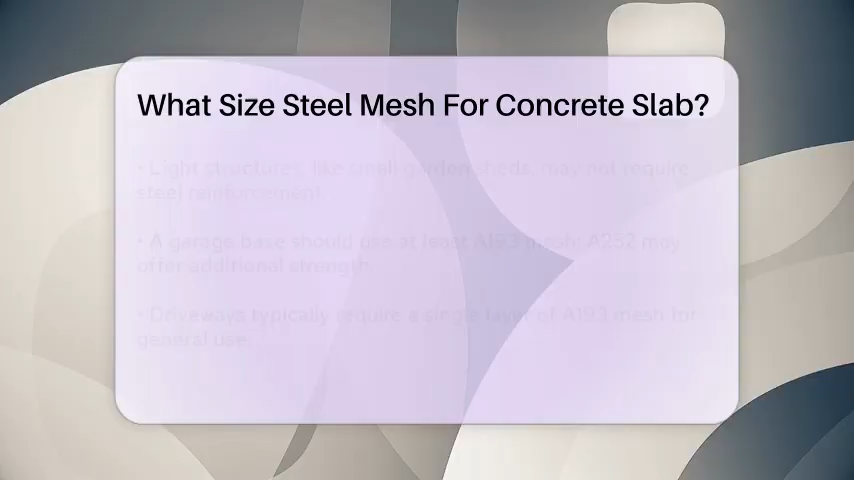 What Size Steel Mesh For Concrete Slab?
• Light structures, like small garden sheds, may not require
steel reinforcement.
• A garage base should use at least A193 mesh; A252 may
offer additional strength.
• Driveways typically require a single layer of A193 mesh for
general use.